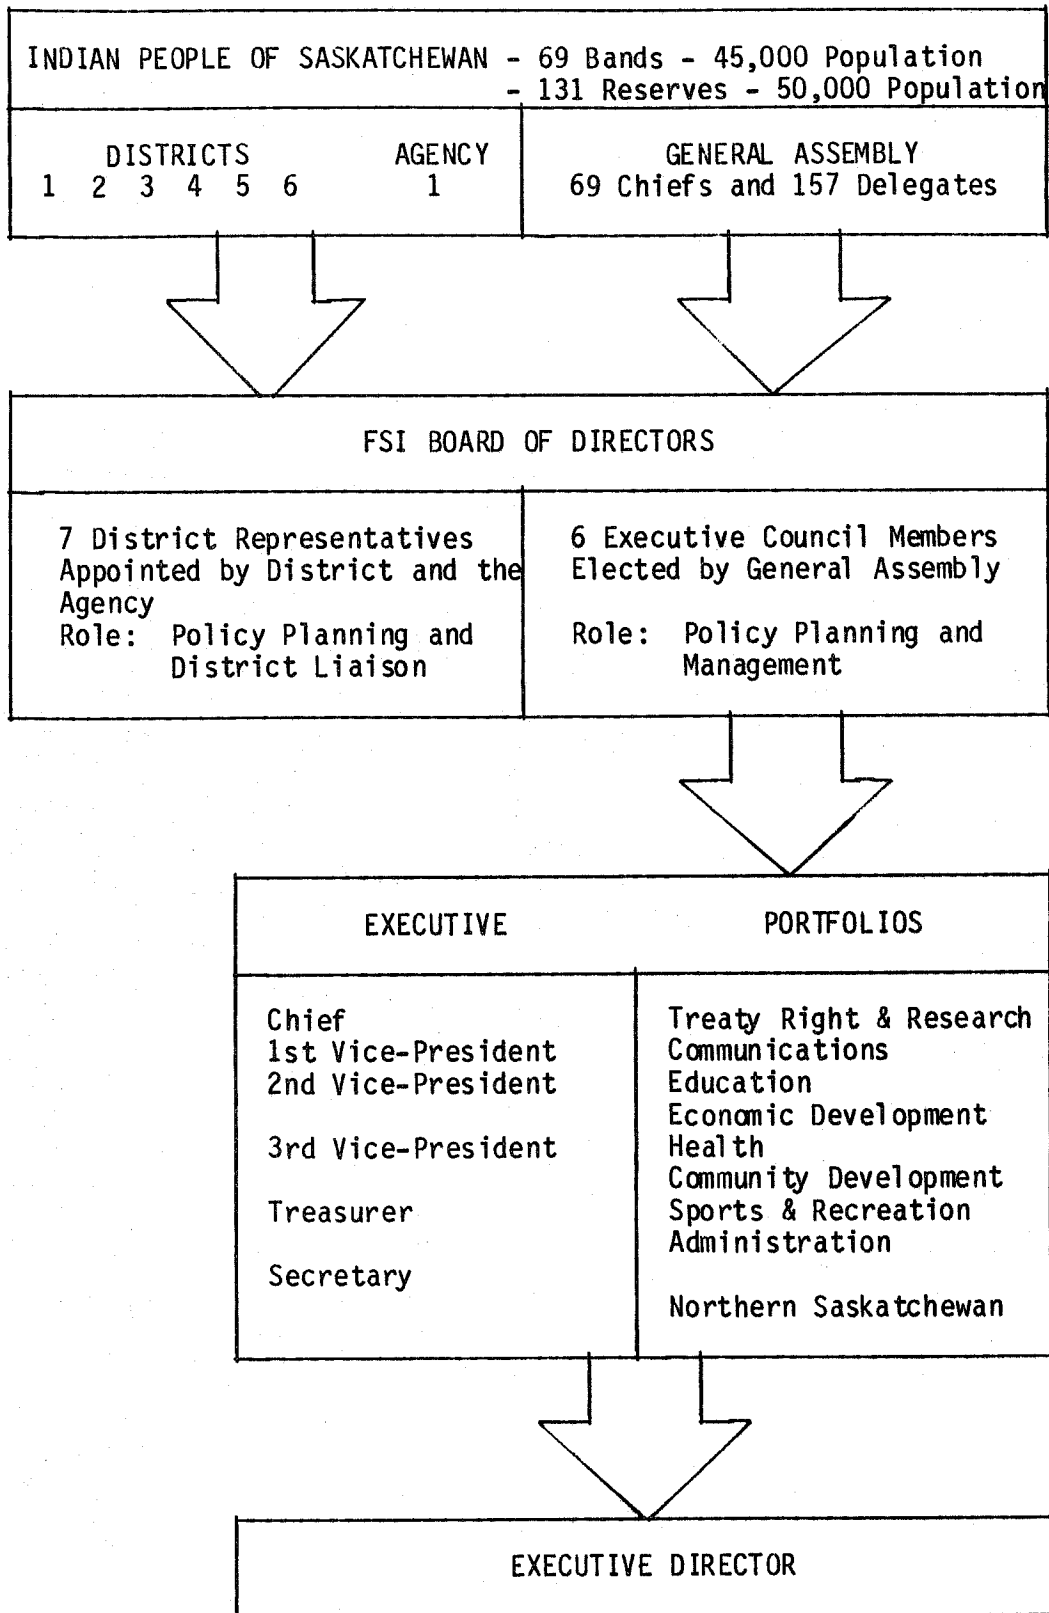 INDIAN PEOPLE OF SASKATCHEWAN - 69 Bands - 45,000 Population
- 131 Reserves - 50,000 Population
DISTRICTS AGENCY
1 2 3 4 5 6 1
GENERAL ASSEMBLY
69 Chiefs and 157 Delegates
FSI BOARD OF DIRECTORS
7 District Representatives
Appointed by District and the
Agency
Role: Policy Planning and
District Liaison
6 Executive Council Members
Elected by General Assembly
Role: Policy Planning and
Management
EXECUTIVE
Chief
1st Vice-President
2nd Vice-President
3rd Vice-President
Treasurer
Secretary
PORTFOLIOS
Treaty Right & Research
Communications
Education
Economic Development
Health
Community Development
Sports & Recreation
Administration
Northern Saskatchewan
EXECUTIVE DIRECTOR